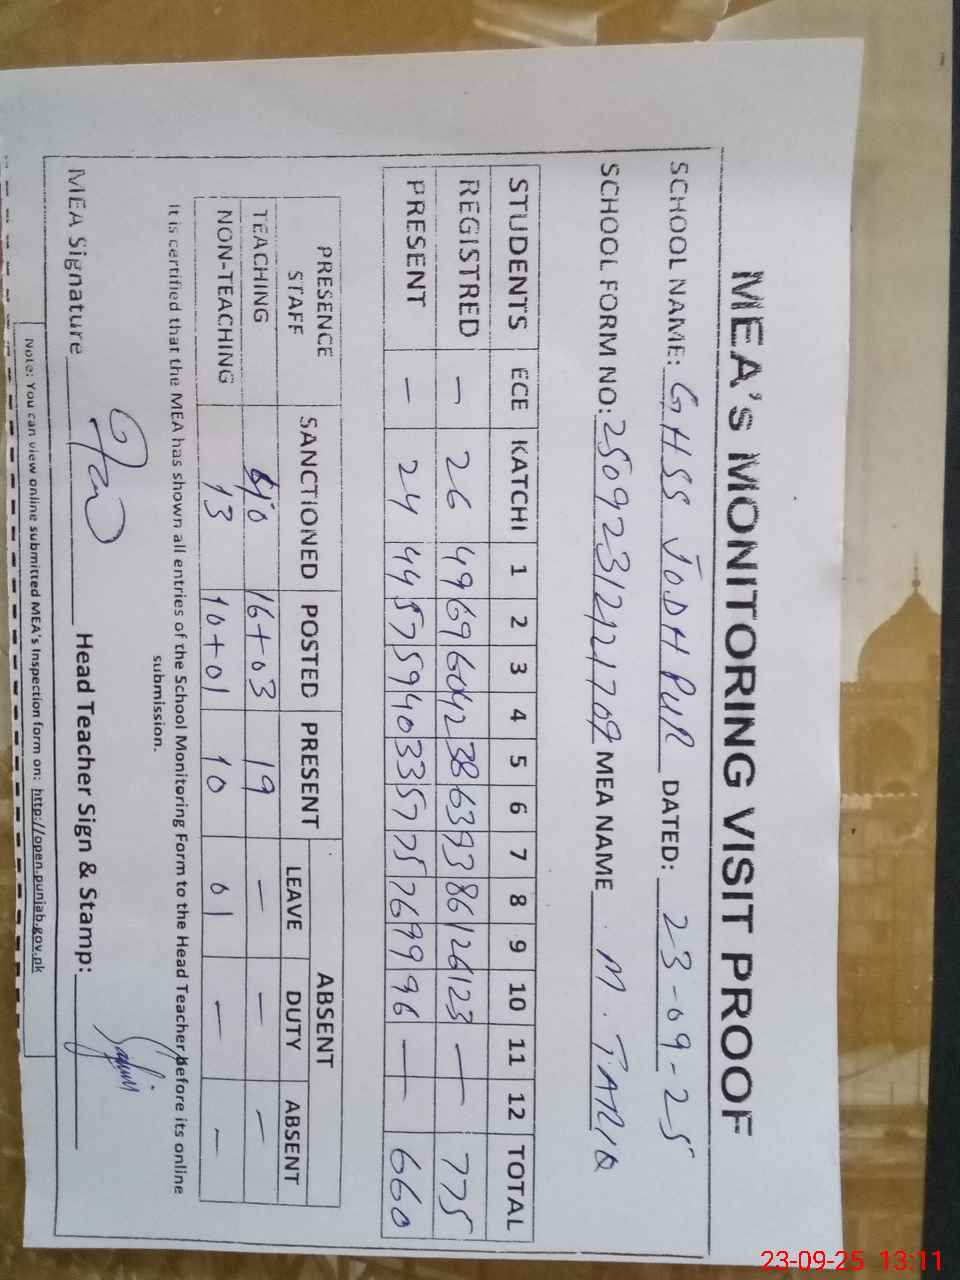 MEA's MONITORING VISIT PROOF
SCHOOL NAME: GHSS JODHPUR DATED: 23-09-25
SCHOOL FORM NO: 25092312121709 MEA NAME M. TARIQ
STUDENTS ECE KATCHI 1 2 3 4 5 6 7 8 9 10 11 12 TOTAL
REGISTRED — 26 49 69 60 42 38 63 93 86 126 123 — — 775
PRESENT — 24 44 57 59 40 33 57 75 76 99 96 — — 660
PRESENCE STAFF SANCTIONED POSTED PRESENT ABSENT
LEAVE DUTY ABSENT
TEACHING 16+03 19 — — —
NON-TEACHING 13 10+01 10 01 — —
It is certified that the MEA has shown all entries of the School Monitoring Form to the Head Teacher before its online
submission.
MEA Signature Head Teacher Sign & Stamp:
Note: You can view online submitted MEA's Inspection form on: http://open.punjab.gov.pk
23-09-25 13:11